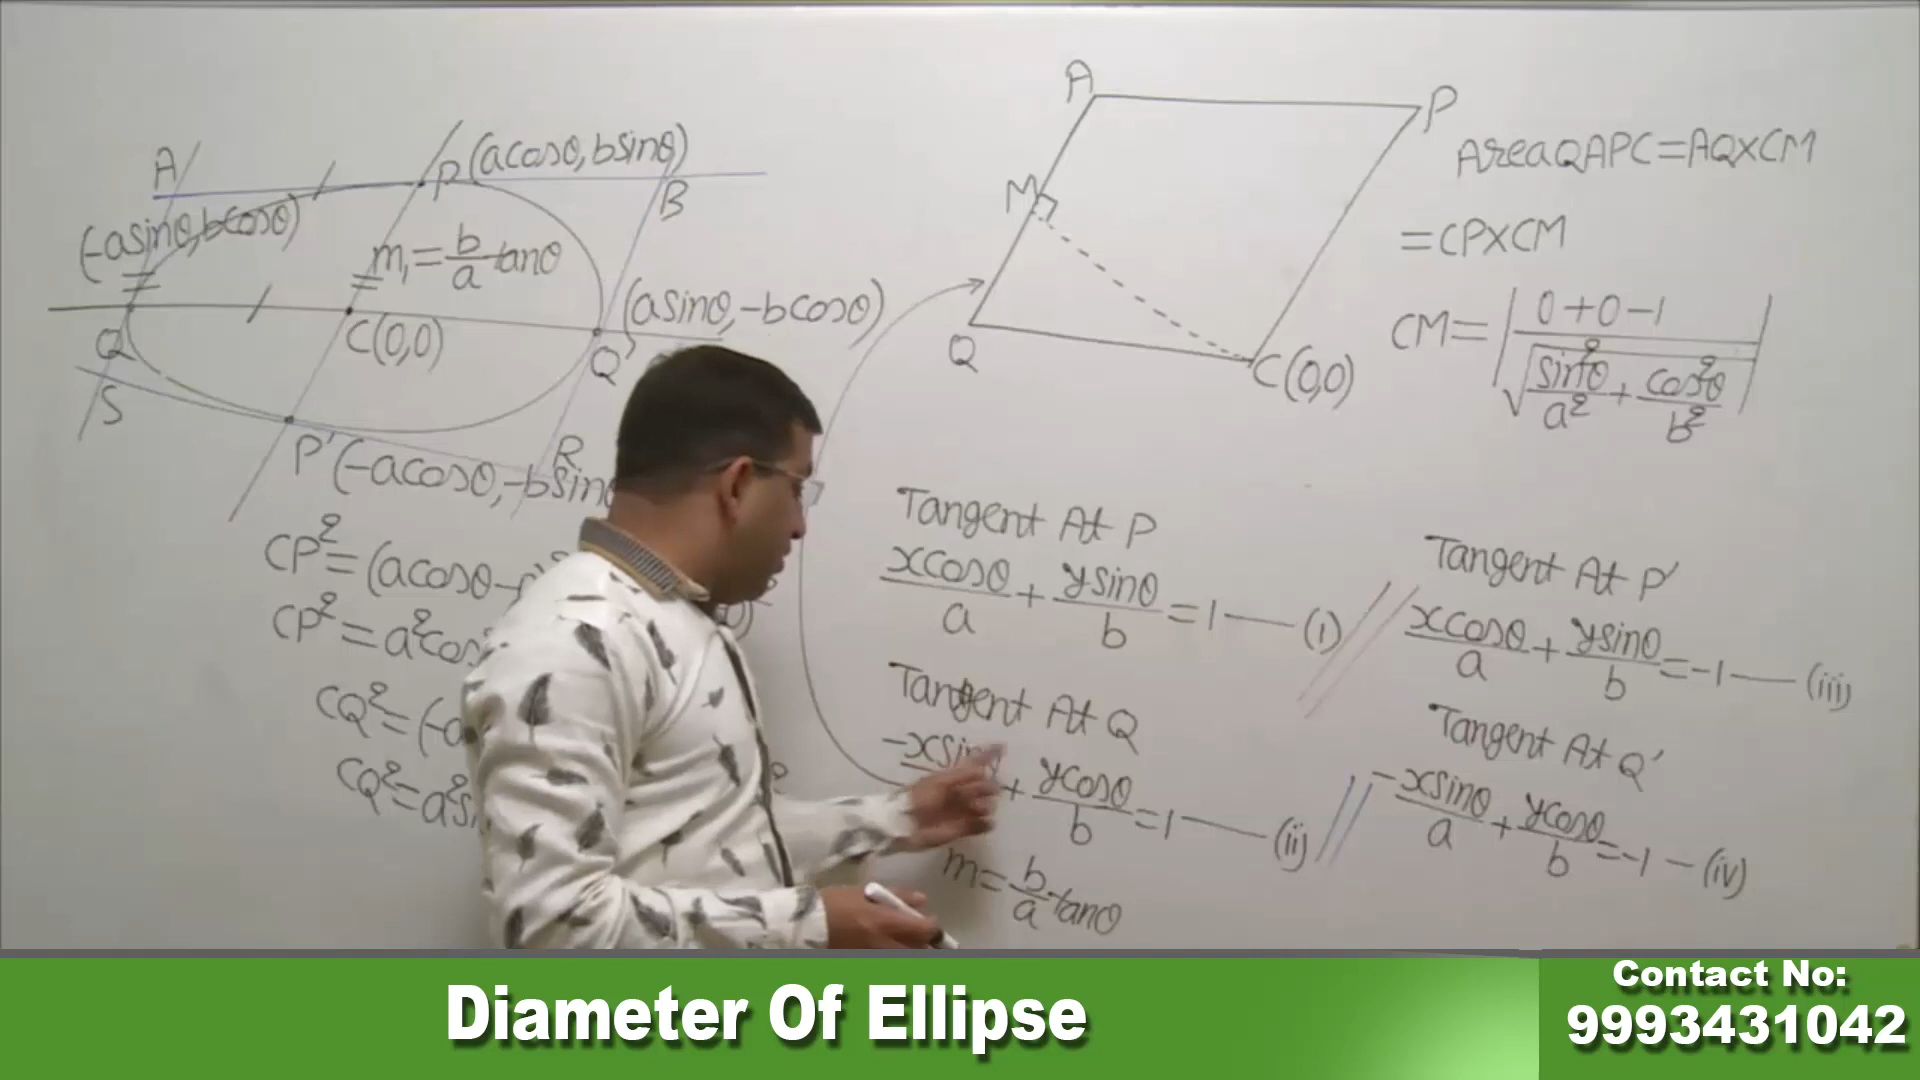 A
P (acosθ, bsinθ)
B
(-asinθ, bcosθ)
m₁ = b/a tanθ
(asinθ, -bcosθ)
Q
C(0,0)
Q'
S
R
P' (-acosθ, -bsinθ
CP² = (acosθ -
CP² = a²cos
CQ² = (-a
CQ² = a²si
A
P
M
Q
C(0,0)
Area QAPC = AQ×CM
= CP×CM
CM = | (0+0-1) / √(sin²θ/a² + cos²θ/b²) |
Tangent At P
xcosθ/a + ysinθ/b = 1 — (i)
Tangent At P'
xcosθ/a + ysinθ/b = -1 — (iii)
Tangent At Q
-xsinθ + ycosθ/b = 1 — (ii)
m = b/a tanθ
Tangent At Q'
-xsinθ/a + ycosθ/b = -1 — (iv)
Diameter Of Ellipse
Contact No:
9993431042